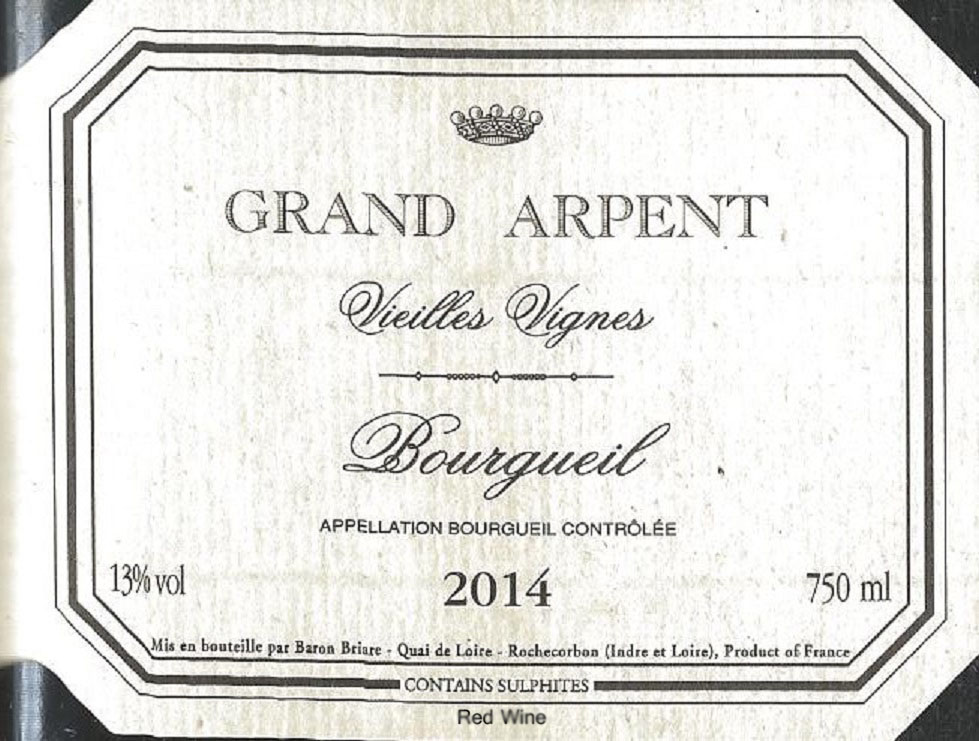 GRAND ARPENT
Vieilles Vignes
Bourgueil
APPELLATION BOURGUEIL CONTRÔLÉE
13% vol 2014 750 ml
Mis en bouteille par Baron Briare - Quai de Loire - Rochecorbon (Indre et Loire), Product of France
CONTAINS SULPHITES
Red Wine